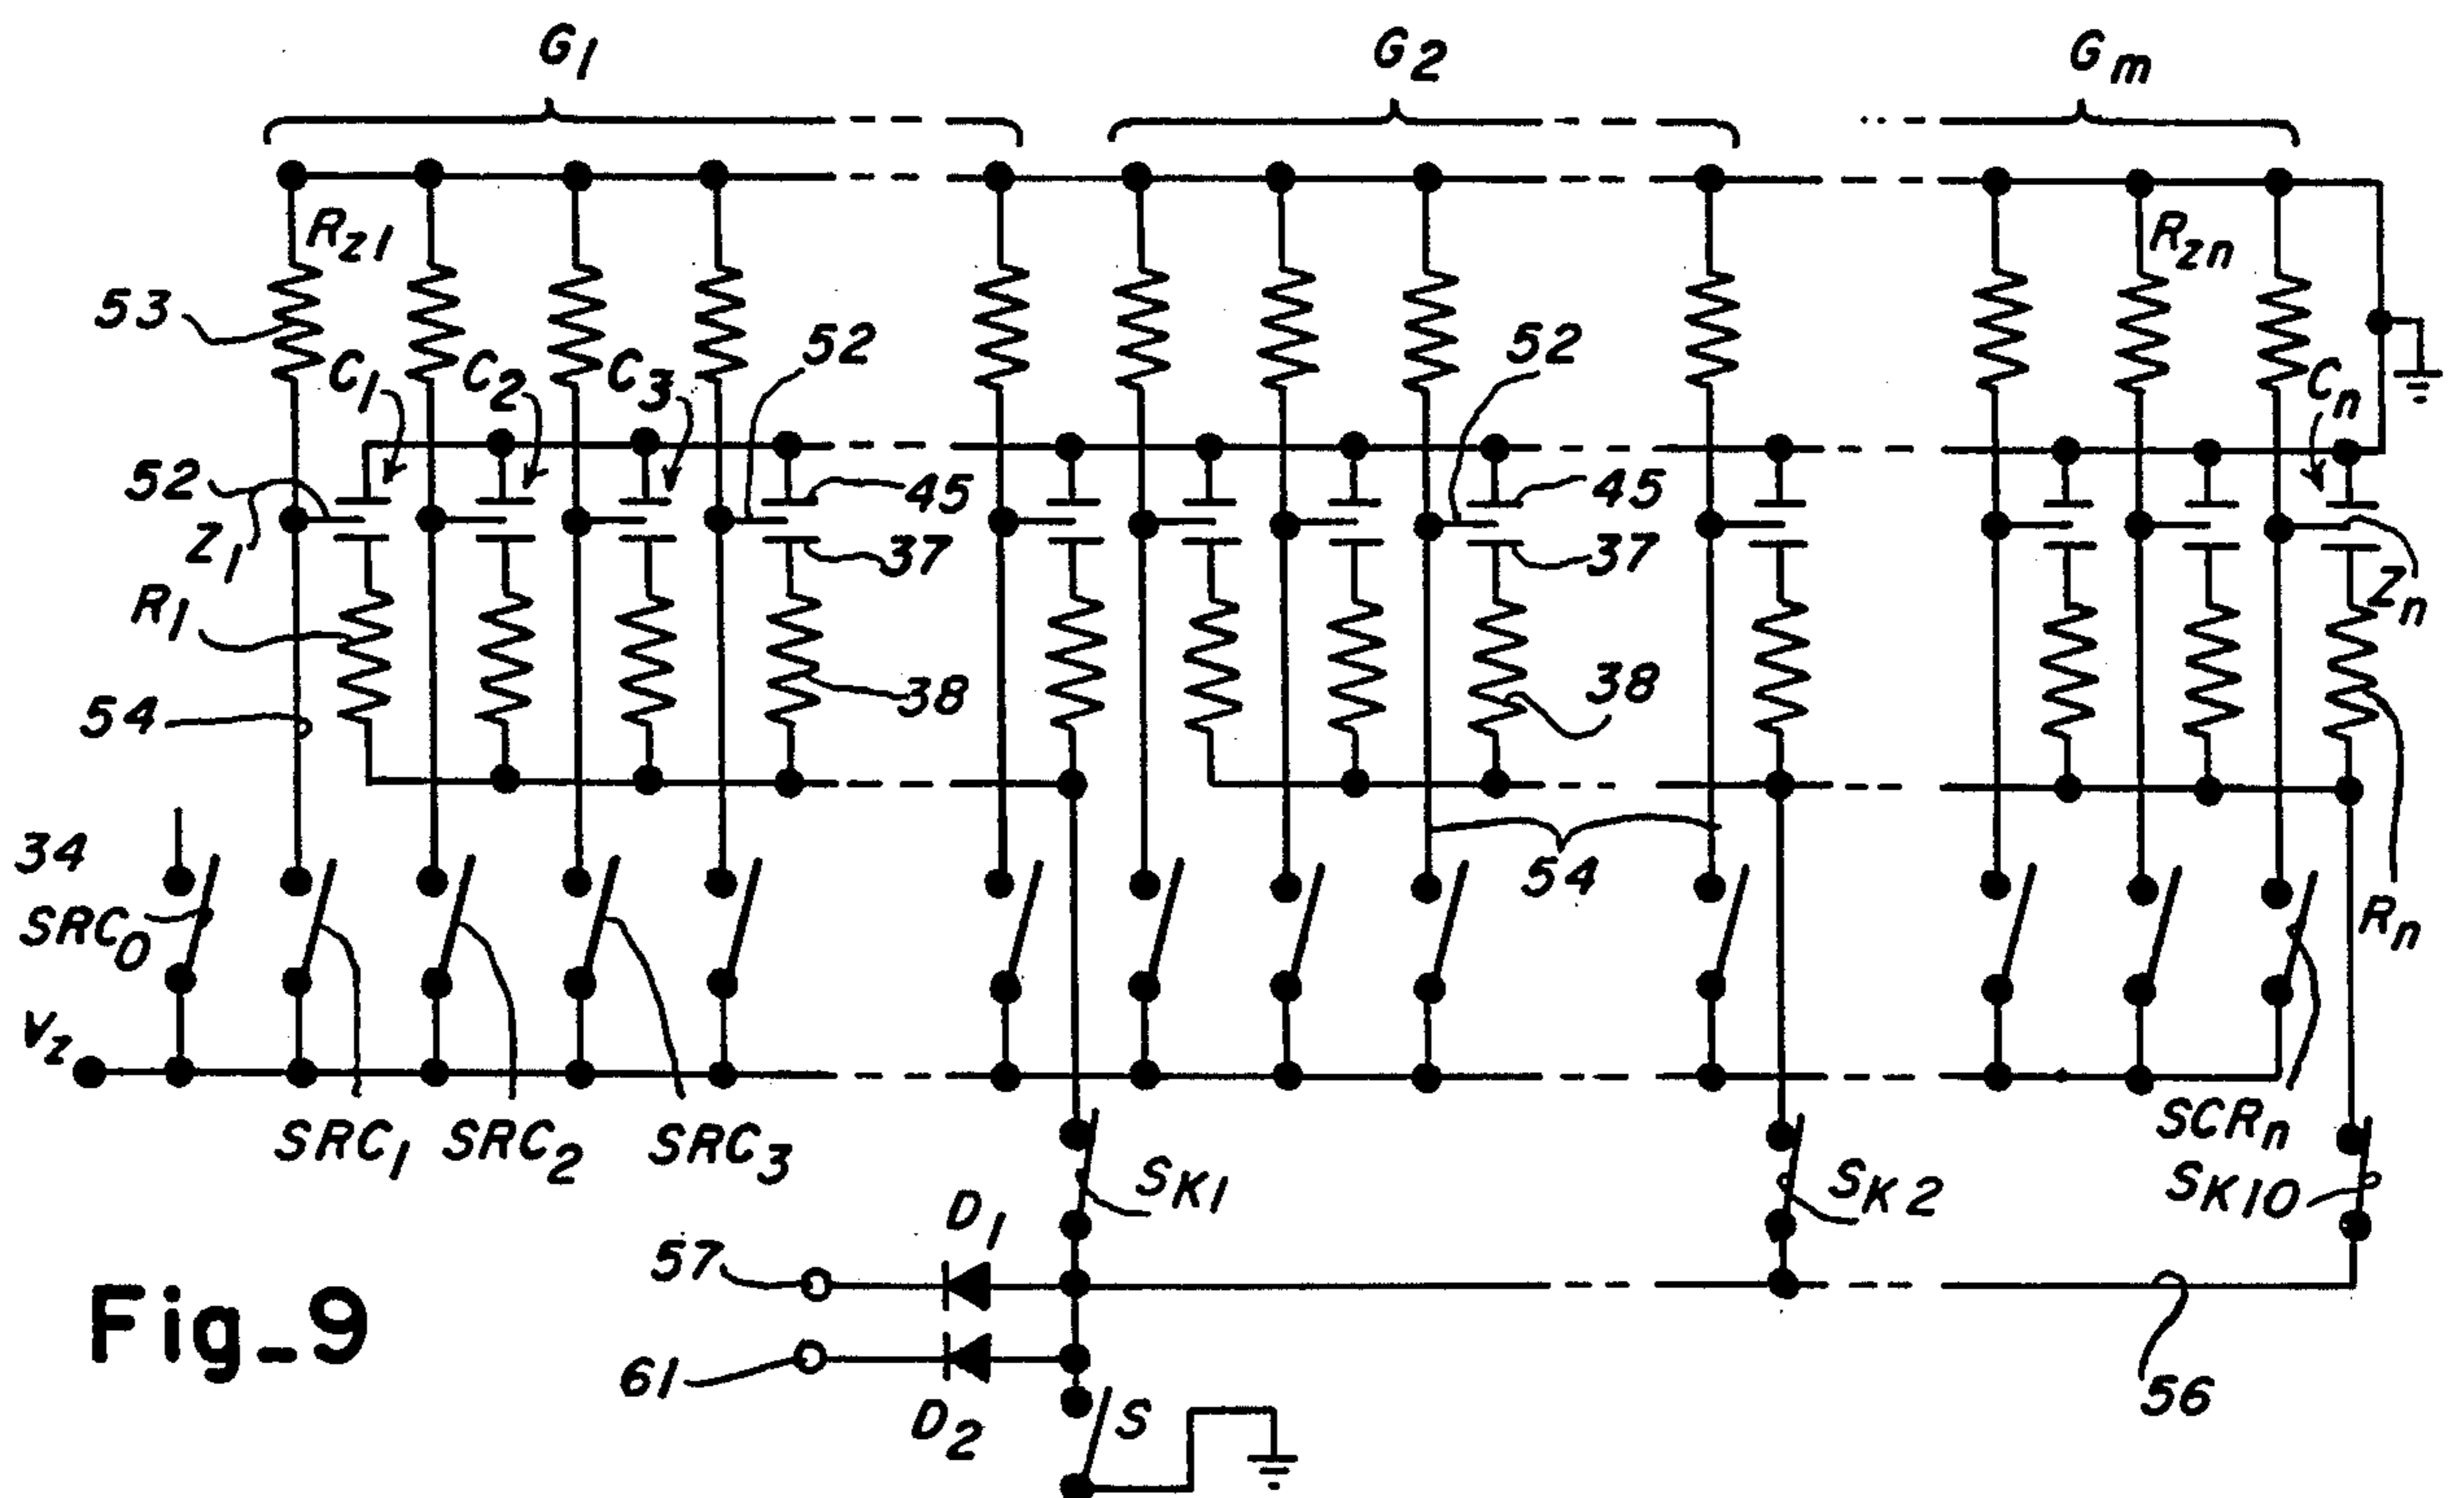 G1 G2 Gm
Rz1 Rzn
53 C1 C2 C3 52 52 Cn
52 45 45
Z1 37 37 Zn
R1
54 38 38
34
SRC0 54 Rn
Vz
SRC1 SRC2 SRC3 SCRn
SK1 SK2 SK10
D1
57
61 D2 S 56
Fig_9